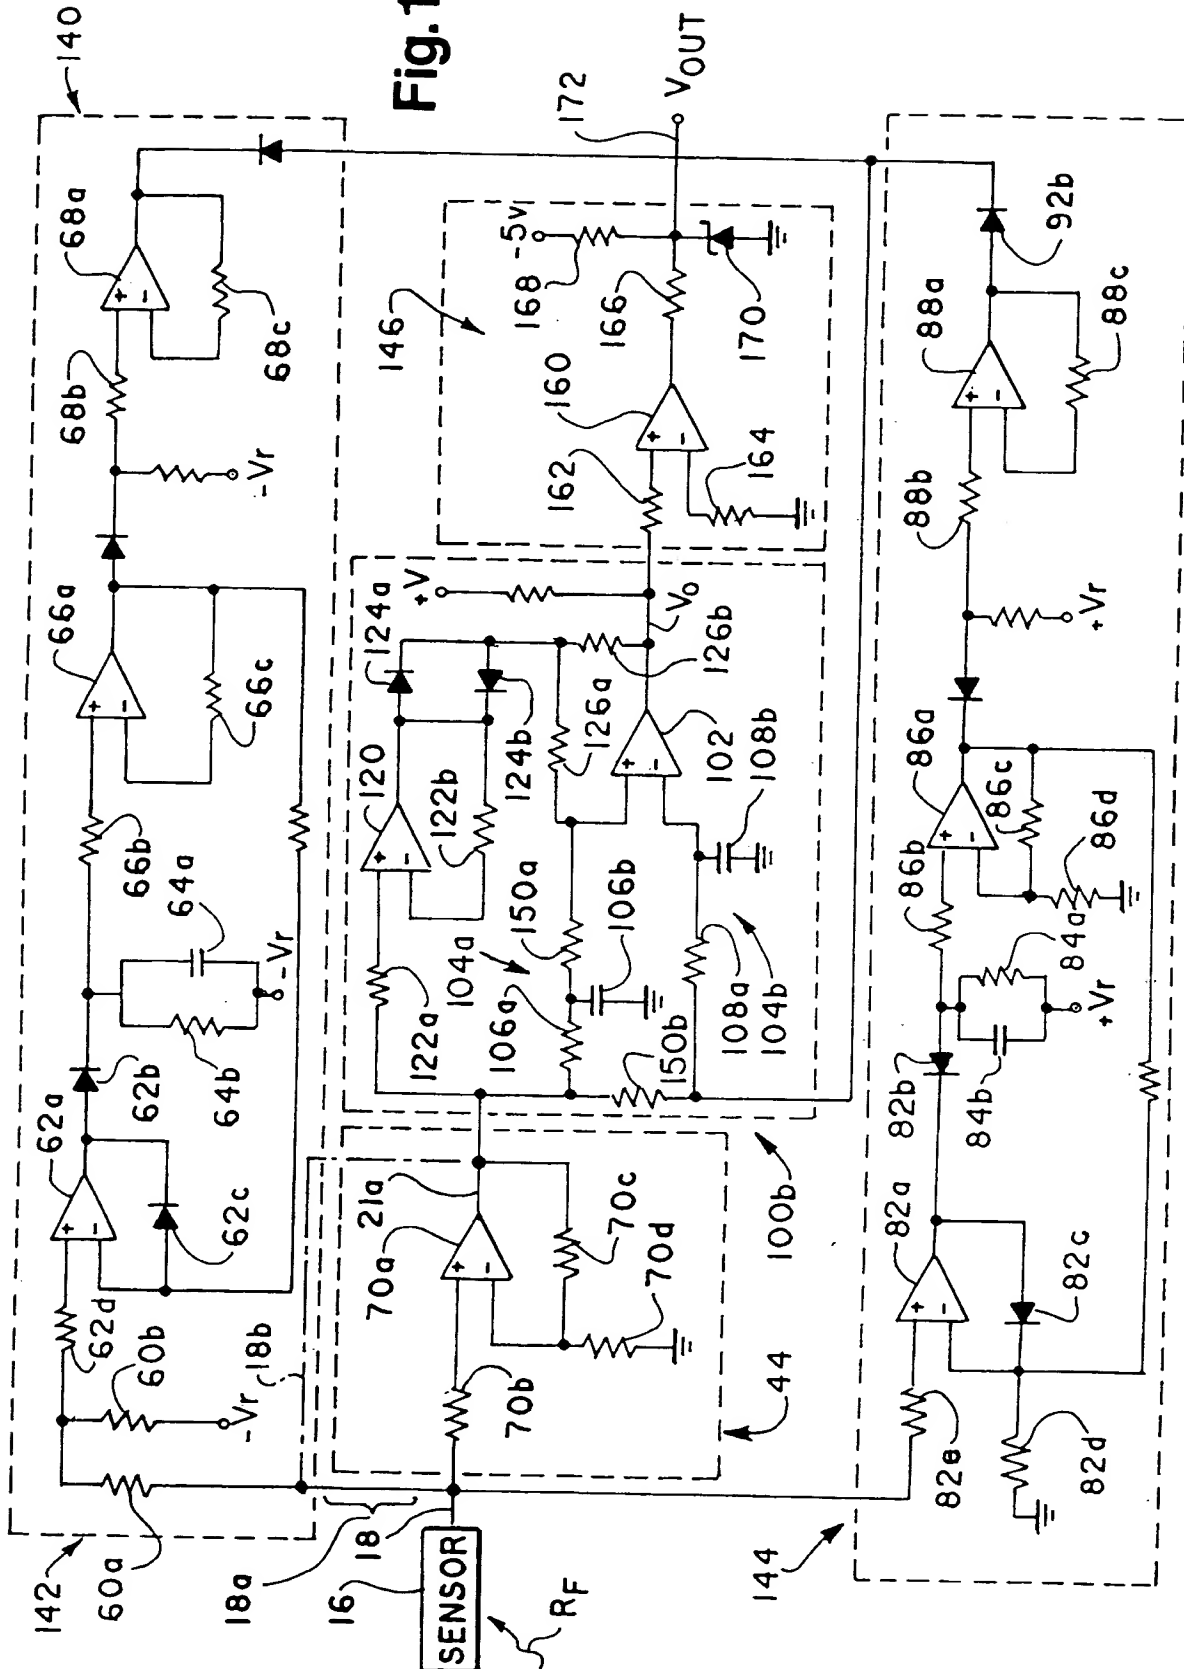 140
Fig.1
142
60a
60b
62d
-Vr
18b
62a
62b
62c
+
-
64a
64b
-Vr
66b
66a
66c
+
-
68b
-Vr
68a
68c
+
-
16
SENSOR
RF
18
18a
44
70a
70b
70c
70d
21a
+
-
100b
122a
120
122b
124a
124b
+
-
104a
106a
106b
150a
150b
108a
104b
108b
126a
126b
102
+
-
+V
Vo
146
162
160
164
166
168
-5v
170
+
-
172
VOUT
144
82e
82d
82a
82b
82c
+
-
84a
84b
+Vr
86b
86a
86c
86d
+
-
88b
+Vr
88a
88c
92b
+
-